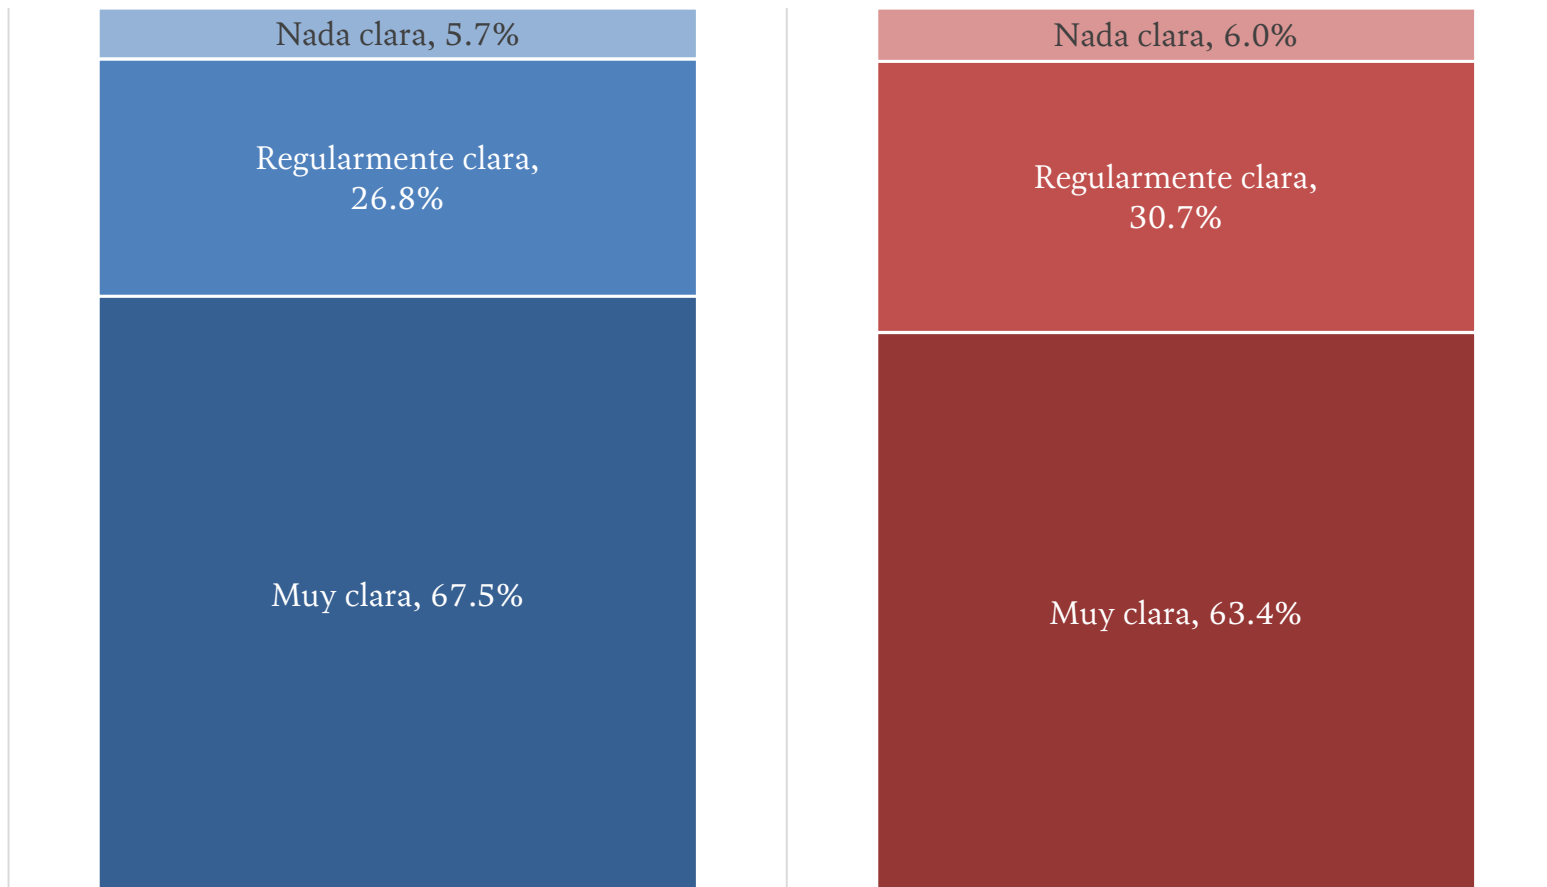 Nada clara, 5.7%
Regularmente clara,
26.8%
Muy clara, 67.5%
Nada clara, 6.0%
Regularmente clara,
30.7%
Muy clara, 63.4%